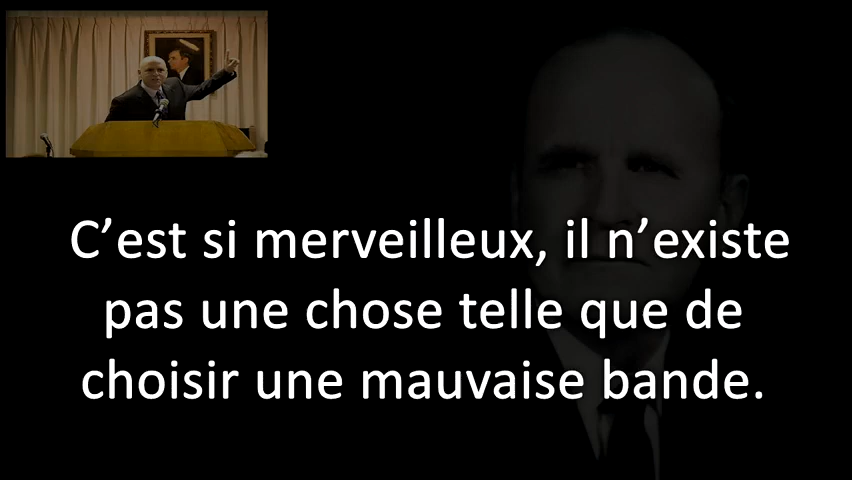 C’est si merveilleux, il n’existe
pas une chose telle que de
choisir une mauvaise bande.